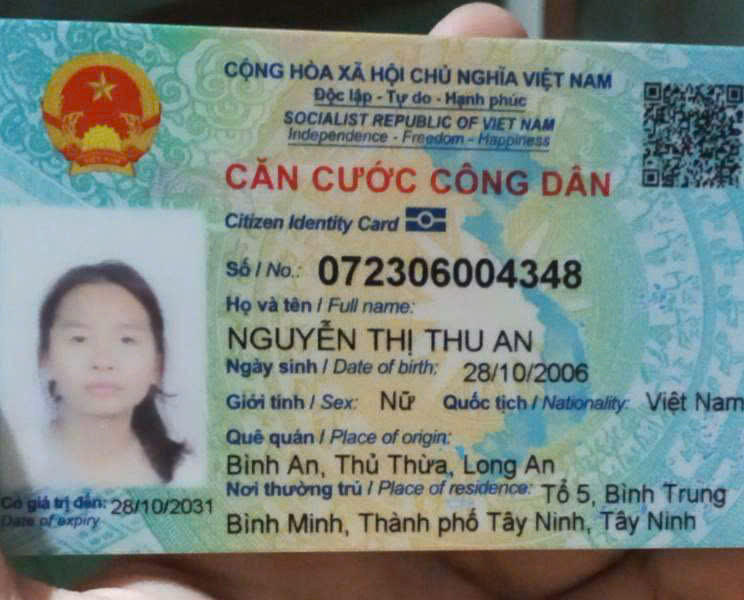 CỘNG HÒA XÃ HỘI CHỦ NGHĨA VIỆT NAM
Độc lập - Tự do - Hạnh phúc
SOCIALIST REPUBLIC OF VIET NAM
Independence - Freedom - Happiness
CĂN CƯỚC CÔNG DÂN
Citizen Identity Card
Số / No.: 072306004348
Họ và tên / Full name:
NGUYỄN THỊ THU AN
Ngày sinh / Date of birth: 28/10/2006
Giới tính / Sex: Nữ Quốc tịch / Nationality: Việt Nam
Quê quán / Place of origin:
Bình An, Thủ Thừa, Long An
Nơi thường trú / Place of residence: Tổ 5, Bình Trung
Bình Minh, Thành phố Tây Ninh, Tây Ninh
Có giá trị đến: 28/10/2031
Date of expiry
VIỆT NAM